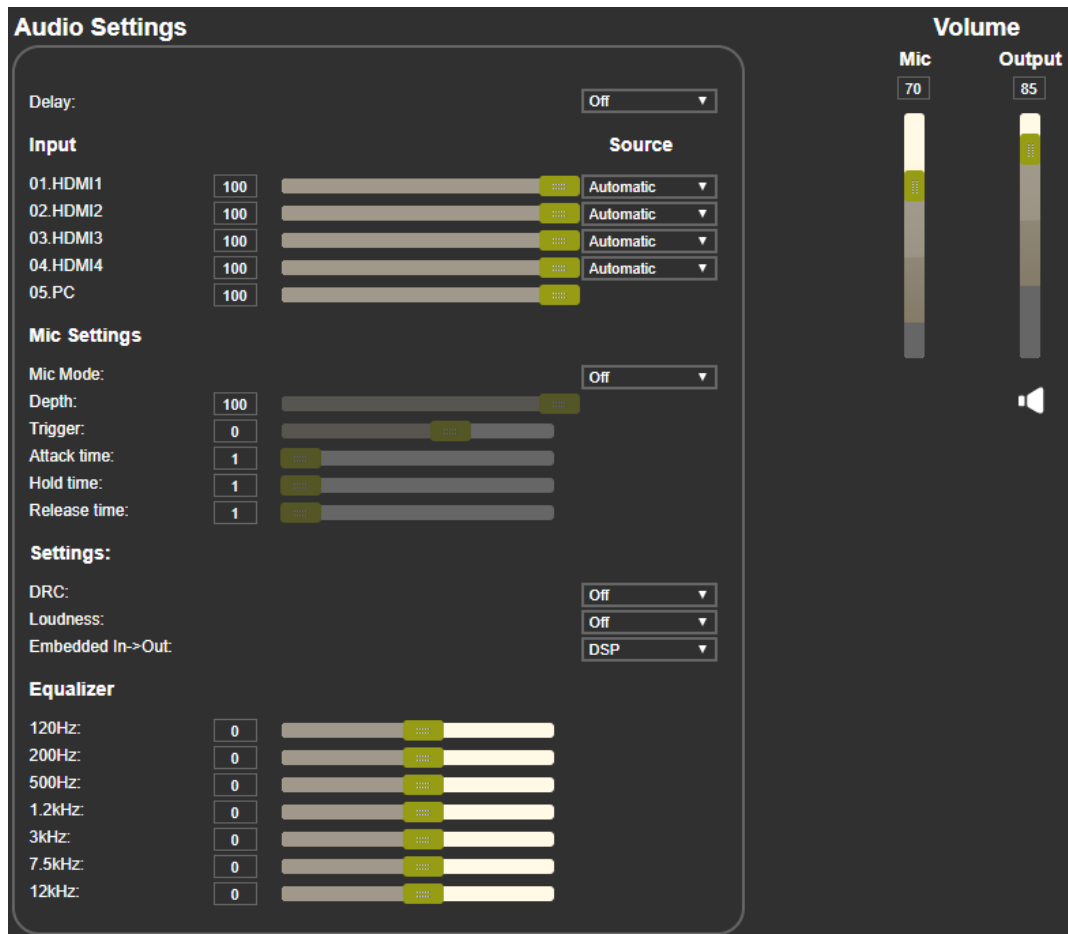 Audio Settings
Volume
Mic Output
70 85
Delay: Off
Input Source
01.HDMI1 100 Automatic
02.HDMI2 100 Automatic
03.HDMI3 100 Automatic
04.HDMI4 100 Automatic
05.PC 100
Mic Settings
Mic Mode: Off
Depth: 100
Trigger: 0
Attack time: 1
Hold time: 1
Release time: 1
Settings:
DRC: Off
Loudness: Off
Embedded In->Out: DSP
Equalizer
120Hz: 0
200Hz: 0
500Hz: 0
1.2kHz: 0
3kHz: 0
7.5kHz: 0
12kHz: 0